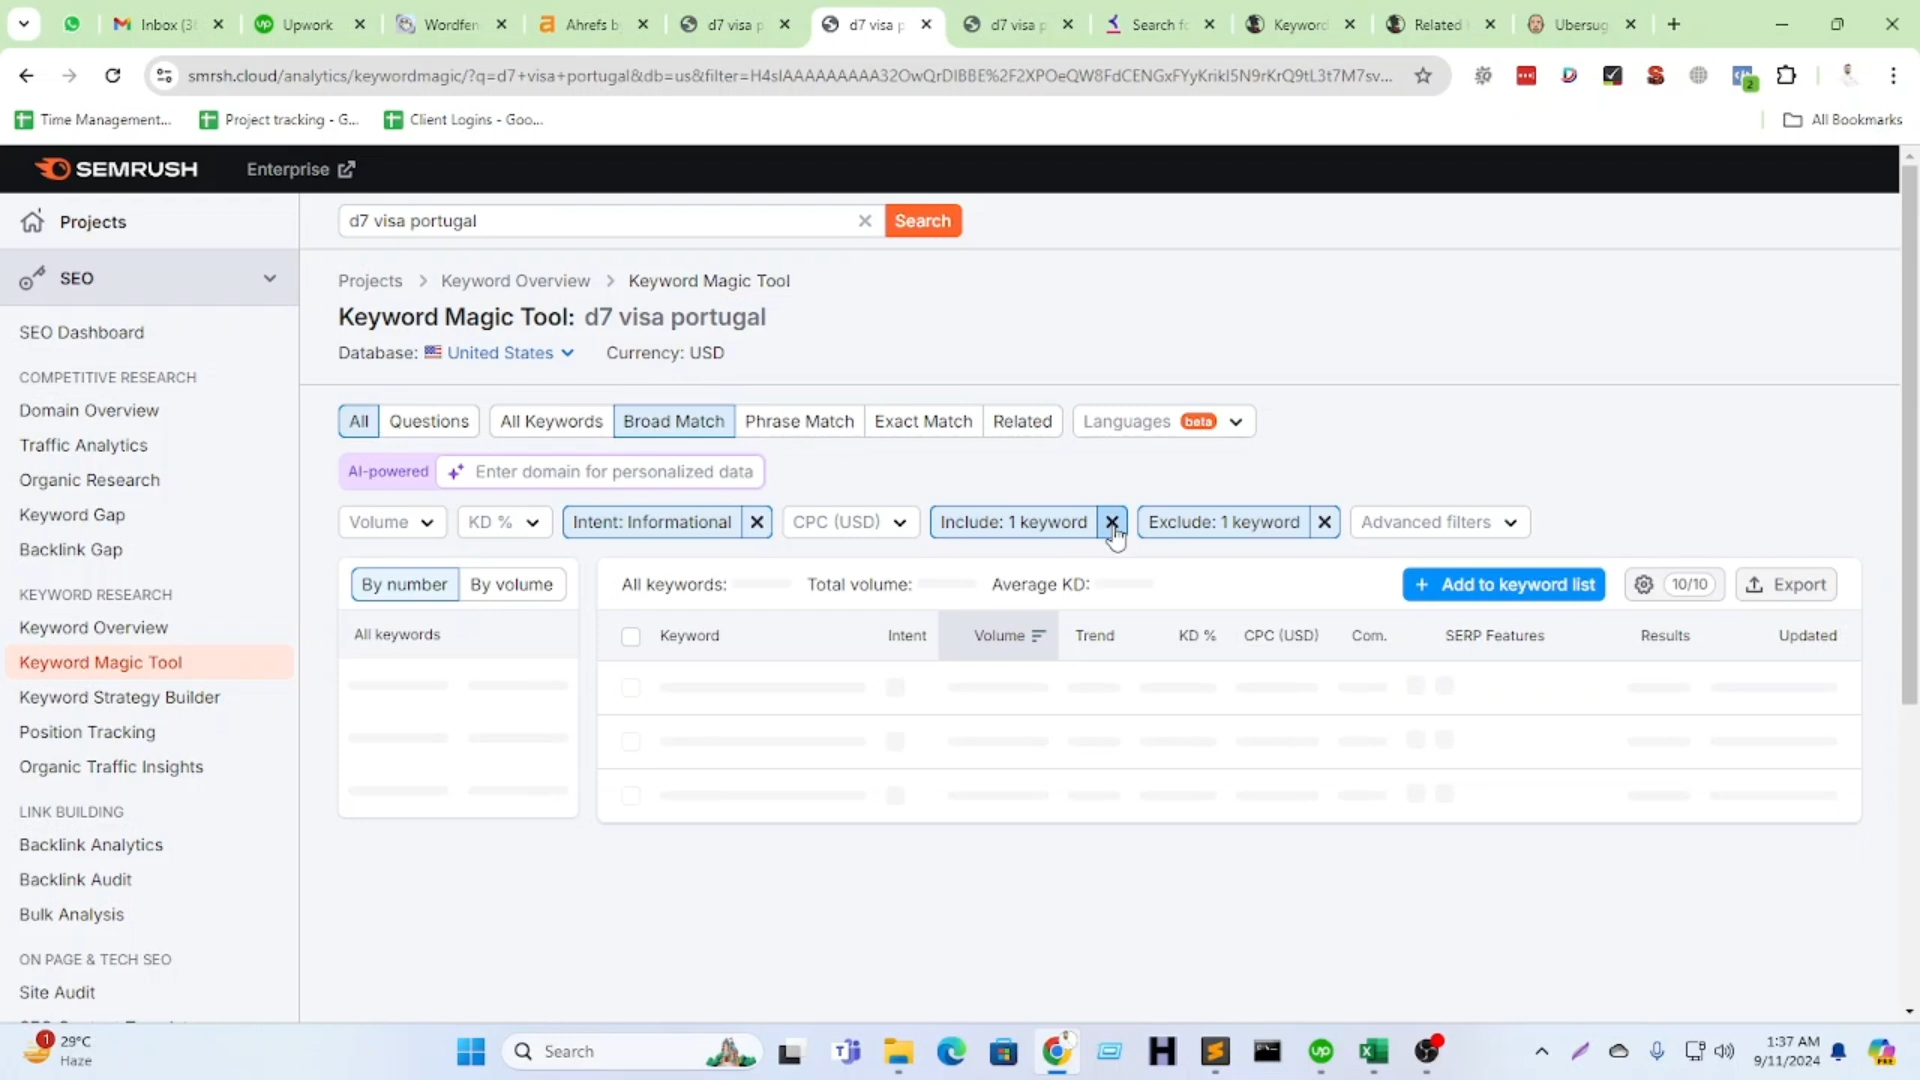 Inbox (3
Upwork
Wordfen
Ahrefs b
d7 visa p
d7 visa p
d7 visa p
Search fo
Keyword
Related
Ubersug
smrsh.cloud/analytics/keywordmagic/?q=d7+visa+portugal&db=us&filter=H4sIAAAAAAAAA32OwQrDIBBE%2F2XPOeQW8FdCENGxFYyKrikI5N9rKrQ9tL3t7M7sv...
2
Time Management...
Project tracking - G...
Client Logins - Goo...
All Bookmarks
SEMRUSH
Enterprise
Projects
d7 visa portugal
Search
SEO
Projects > Keyword Overview > Keyword Magic Tool
Keyword Magic Tool: d7 visa portugal
Database: United States
Currency: USD
SEO Dashboard
COMPETITIVE RESEARCH
Domain Overview
Traffic Analytics
Organic Research
Keyword Gap
Backlink Gap
KEYWORD RESEARCH
Keyword Overview
Keyword Magic Tool
Keyword Strategy Builder
Position Tracking
Organic Traffic Insights
LINK BUILDING
Backlink Analytics
Backlink Audit
Bulk Analysis
ON PAGE & TECH SEO
Site Audit
All
Questions
All Keywords
Broad Match
Phrase Match
Exact Match
Related
Languages beta
AI-powered
Enter domain for personalized data
Volume
KD %
Intent: Informational
CPC (USD)
Include: 1 keyword
Exclude: 1 keyword
Advanced filters
By number
By volume
All keywords:
Total volume:
Average KD:
+ Add to keyword list
10/10
Export
All keywords
Keyword
Intent
Volume
Trend
KD %
CPC (USD)
Com.
SERP Features
Results
Updated
1
29°C
Haze
Search
1:37 AM
9/11/2024